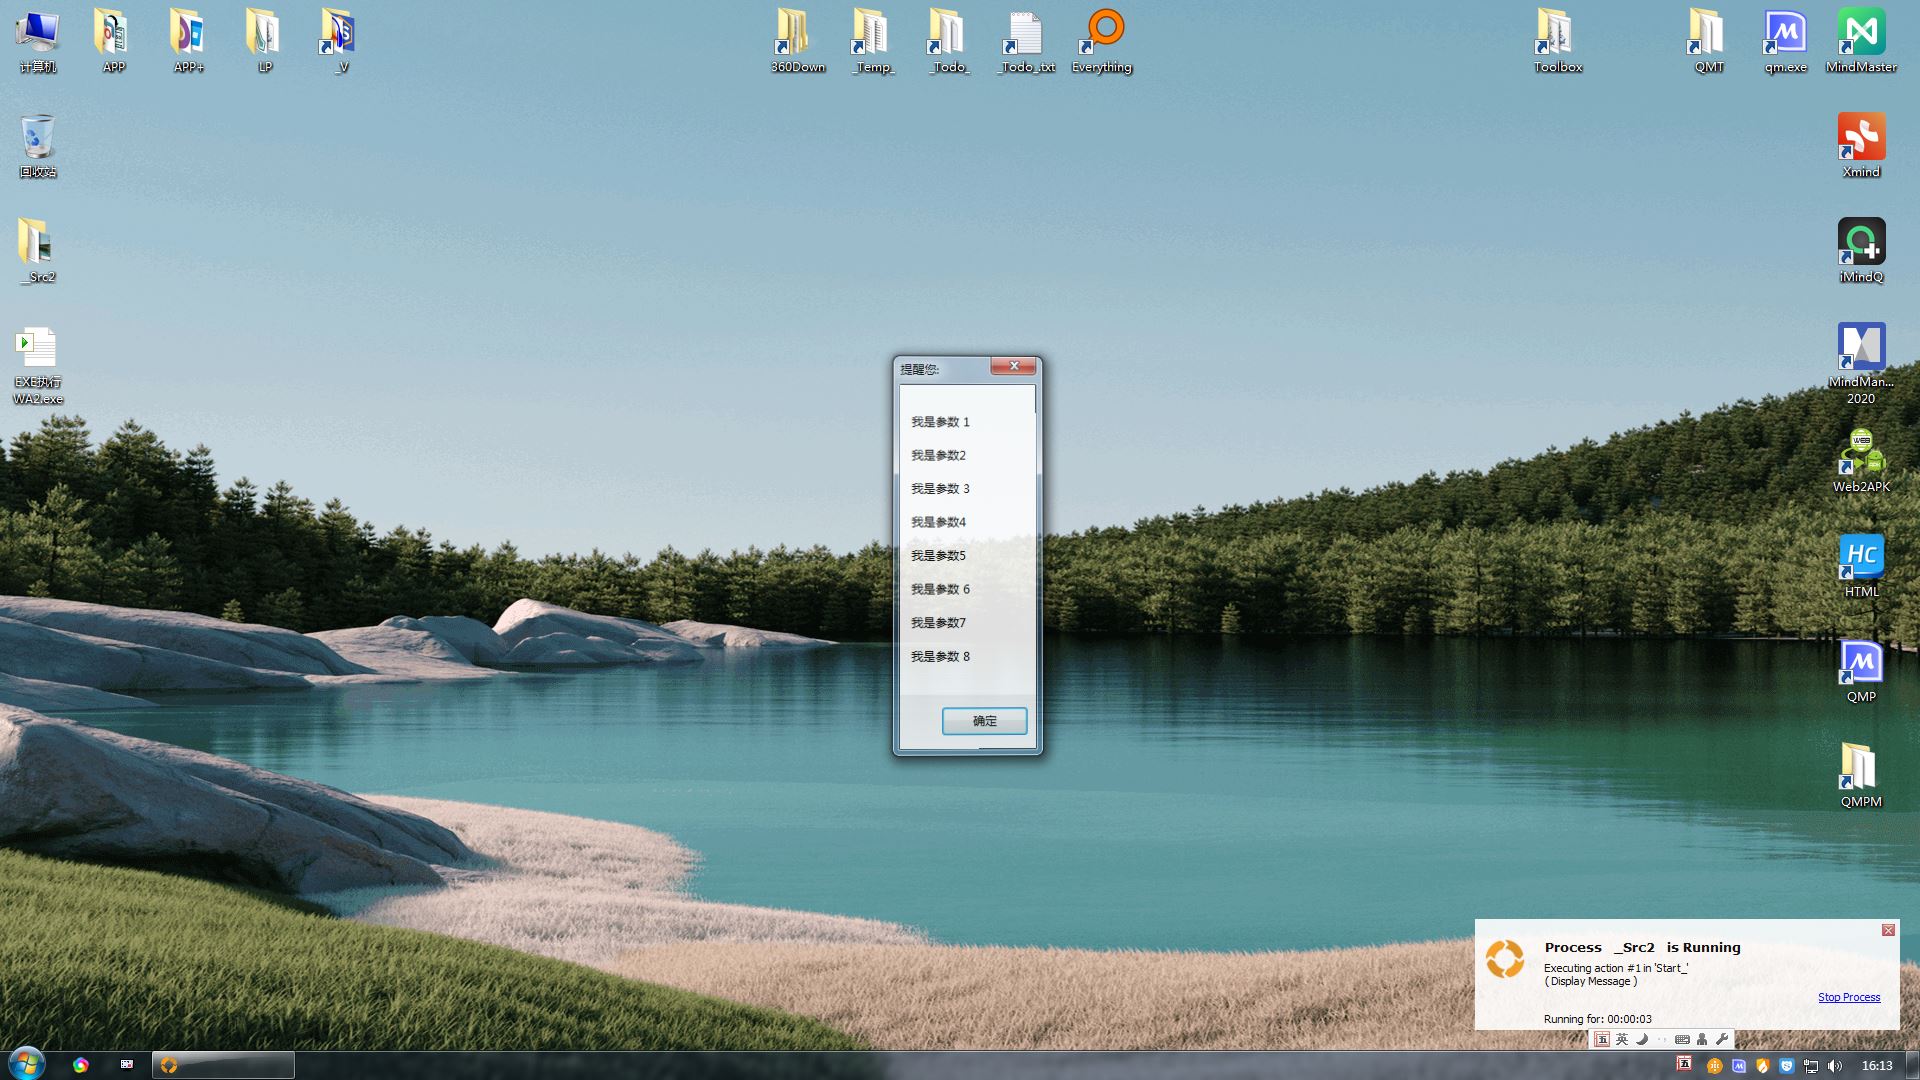 计算机
APP
APP+
LP
_V
360Down
_Temp_
_Todo_
_Todo_.txt
Everything
Toolbox
QMT
qm.exe
MindMaster
回收站
Xmind
__Src2
iMindQ
EXE执行
WA2.exe
MindMan...
2020
Web2APK
HTML
QMP
QMPM
提醒您:
我是参数 1
我是参数2
我是参数 3
我是参数4
我是参数5
我是参数 6
我是参数7
我是参数 8
确定
Process _Src2 is Running
Executing action #1 in 'Start_'
( Display Message )
Stop Process
Running for: 00:00:03
五 英
五
16:13